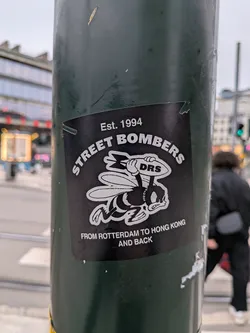 Est. 1994
STREET BOMBERS
DRS
FROM ROTTERDAM TO HONG KONG
AND BACK